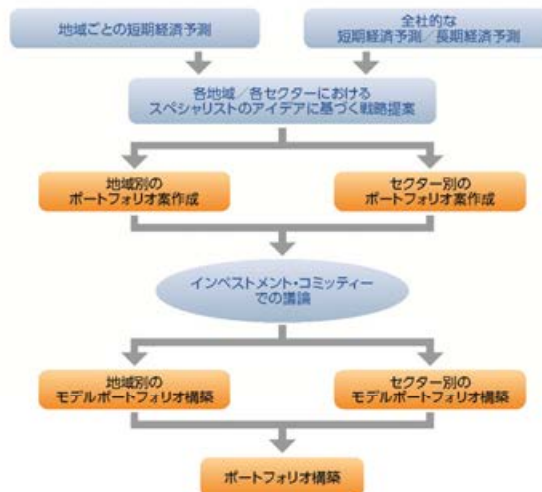 地域ごとの短期経済予測
全社的な
短期経済予測／長期経済予測
各地域／各セクターにおける
スペシャリストのアイデアに基づく戦略提案
地域別の
ポートフォリオ案作成
セクター別の
ポートフォリオ案作成
インベストメント・コミッティー
での議論
地域別の
モデルポートフォリオ構築
セクター別の
モデルポートフォリオ構築
ポートフォリオ構築